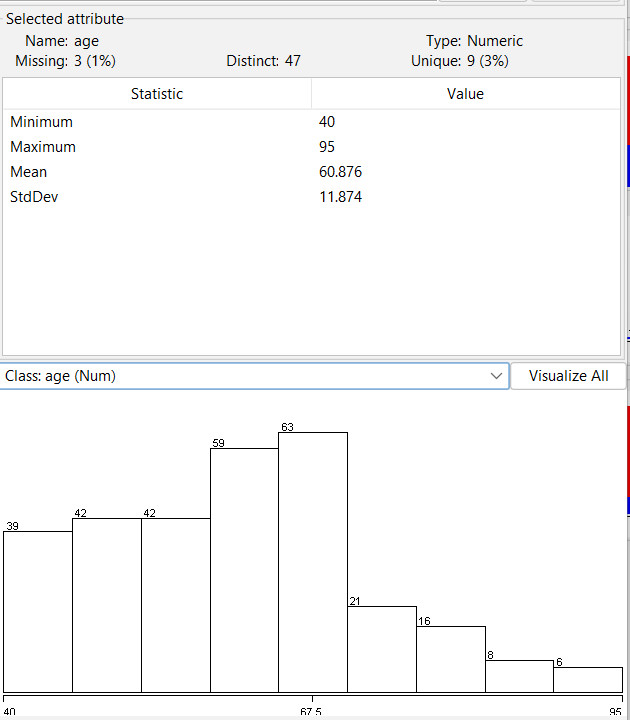 Selected attribute
Name: age Type: Numeric
Missing: 3 (1%) Distinct: 47 Unique: 9 (3%)
Statistic Value
Minimum 40
Maximum 95
Mean 60.876
StdDev 11.874
Class: age (Num) Visualize All
63
59
42 42
39
21
16
8
6
40 67.5 95